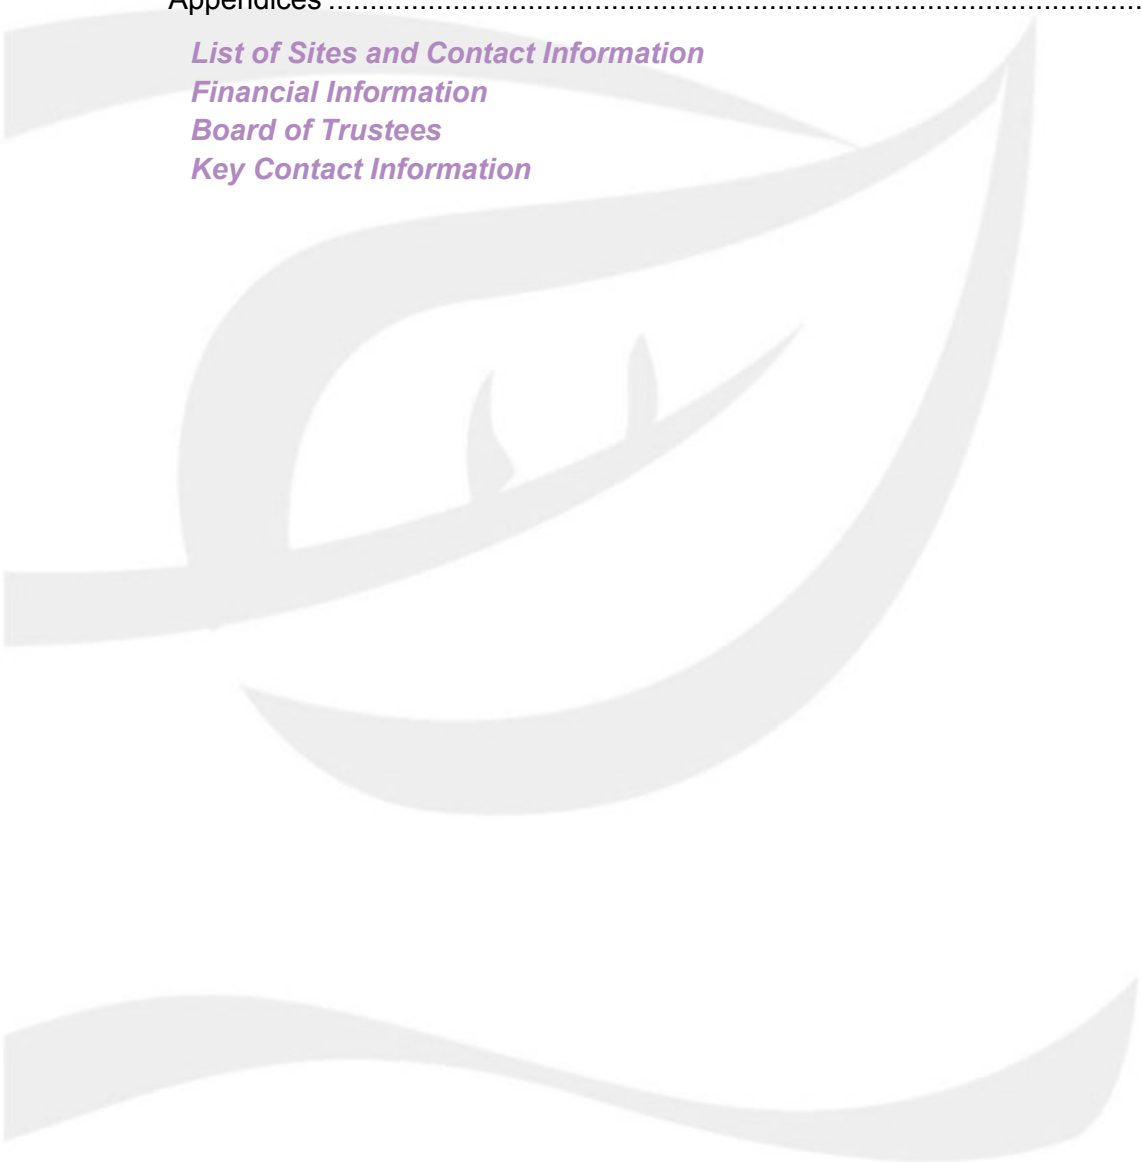 Appendices ....................................................................................................
List of Sites and Contact Information
Financial Information
Board of Trustees
Key Contact Information